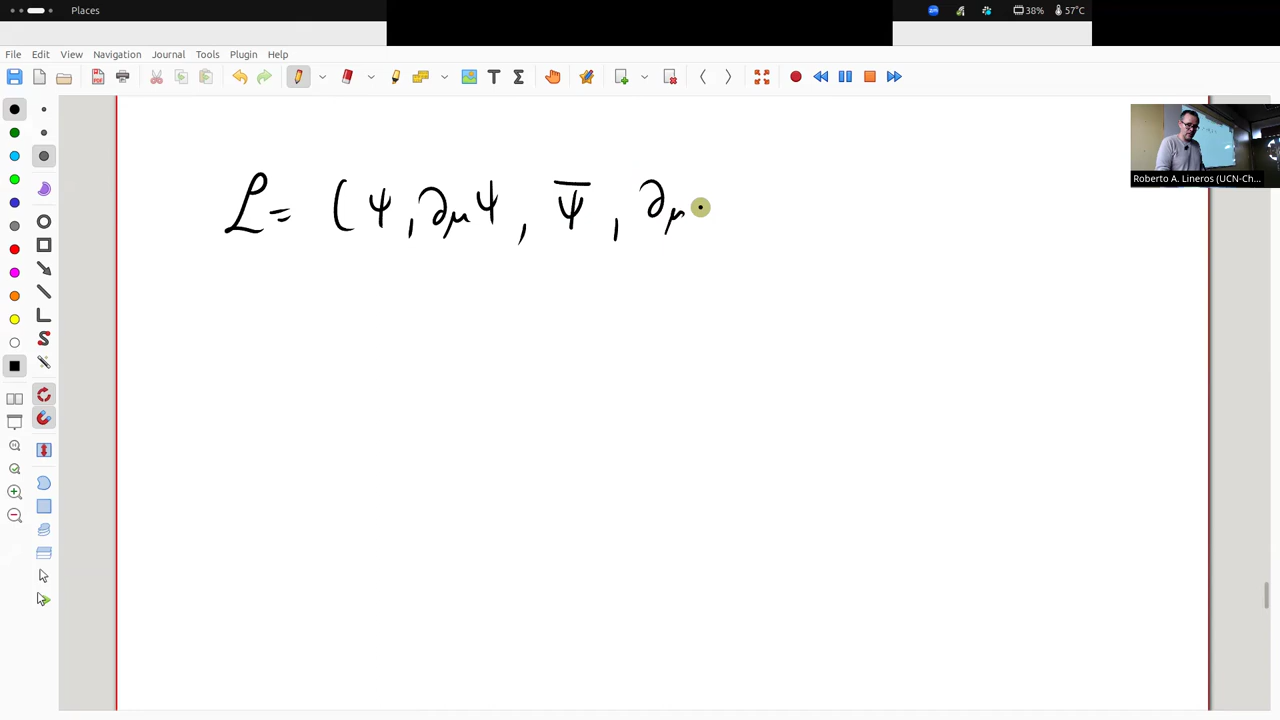 Places
38%
57°C
File Edit View Navigation Journal Tools Plugin Help
ℒ= (ψ, ∂μψ, ψ̅, ∂μ
Roberto A. Lineros (UCN-Ch...